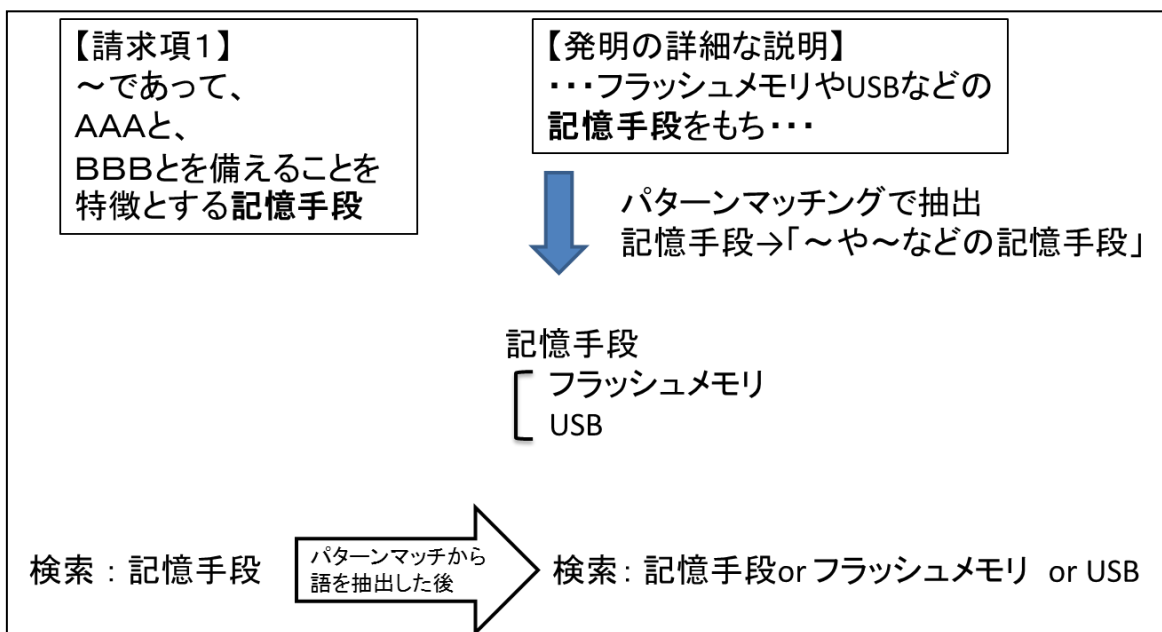 【請求項1】
～であって、
AAAと、
BBBとを備えることを
特徴とする記憶手段
【発明の詳細な説明】
・・・フラッシュメモリやUSBなどの
記憶手段をもち・・・
パターンマッチングで抽出
記憶手段→「～や～などの記憶手段」
記憶手段
フラッシュメモリ
USB
検索：記憶手段
パターンマッチから
語を抽出した後
検索：記憶手段or フラッシュメモリ or USB